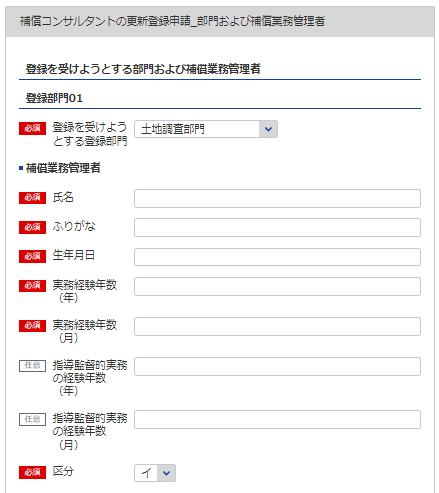 補償コンサルタントの更新登録申請_部門および補償業務管理者
登録を受けようとする部門および補償業務管理者
登録部門01
必須 登録を受けよう
とする登録部門 土地調査部門
補償業務管理者
必須 氏名
必須 ふりがな
必須 生年月日
必須 実務経験年数
（年）
必須 実務経験年数
（月）
任意 指導監督的実務
の経験年数
（年）
任意 指導監督的実務
の経験年数
（月）
必須 区分 イ